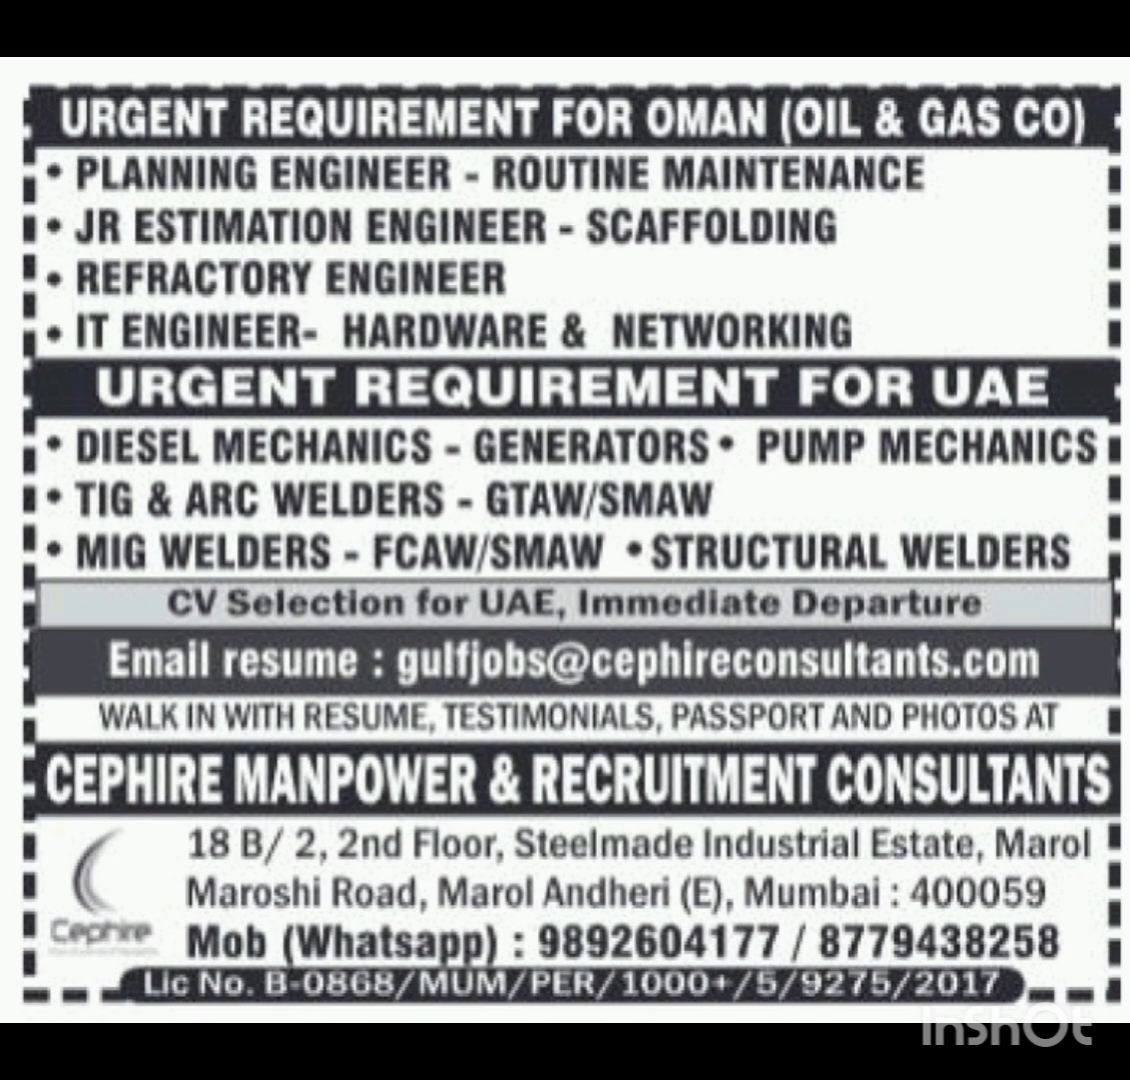 URGENT REQUIREMENT FOR OMAN (OIL & GAS CO)
• PLANNING ENGINEER - ROUTINE MAINTENANCE
• JR ESTIMATION ENGINEER - SCAFFOLDING
• REFRACTORY ENGINEER
• IT ENGINEER- HARDWARE & NETWORKING
URGENT REQUIREMENT FOR UAE
• DIESEL MECHANICS - GENERATORS • PUMP MECHANICS
• TIG & ARC WELDERS - GTAW/SMAW
• MIG WELDERS - FCAW/SMAW • STRUCTURAL WELDERS
CV Selection for UAE, Immediate Departure
Email resume : gulfjobs@cephireconsultants.com
WALK IN WITH RESUME, TESTIMONIALS, PASSPORT AND PHOTOS AT
CEPHIRE MANPOWER & RECRUITMENT CONSULTANTS
18 B/ 2, 2nd Floor, Steelmade Industrial Estate, Marol
Maroshi Road, Marol Andheri (E), Mumbai : 400059
Cephire
Mob (Whatsapp) : 9892604177 / 8779438258
Lic No. B-0868/MUM/PER/1000+/5/9275/2017
InShOt